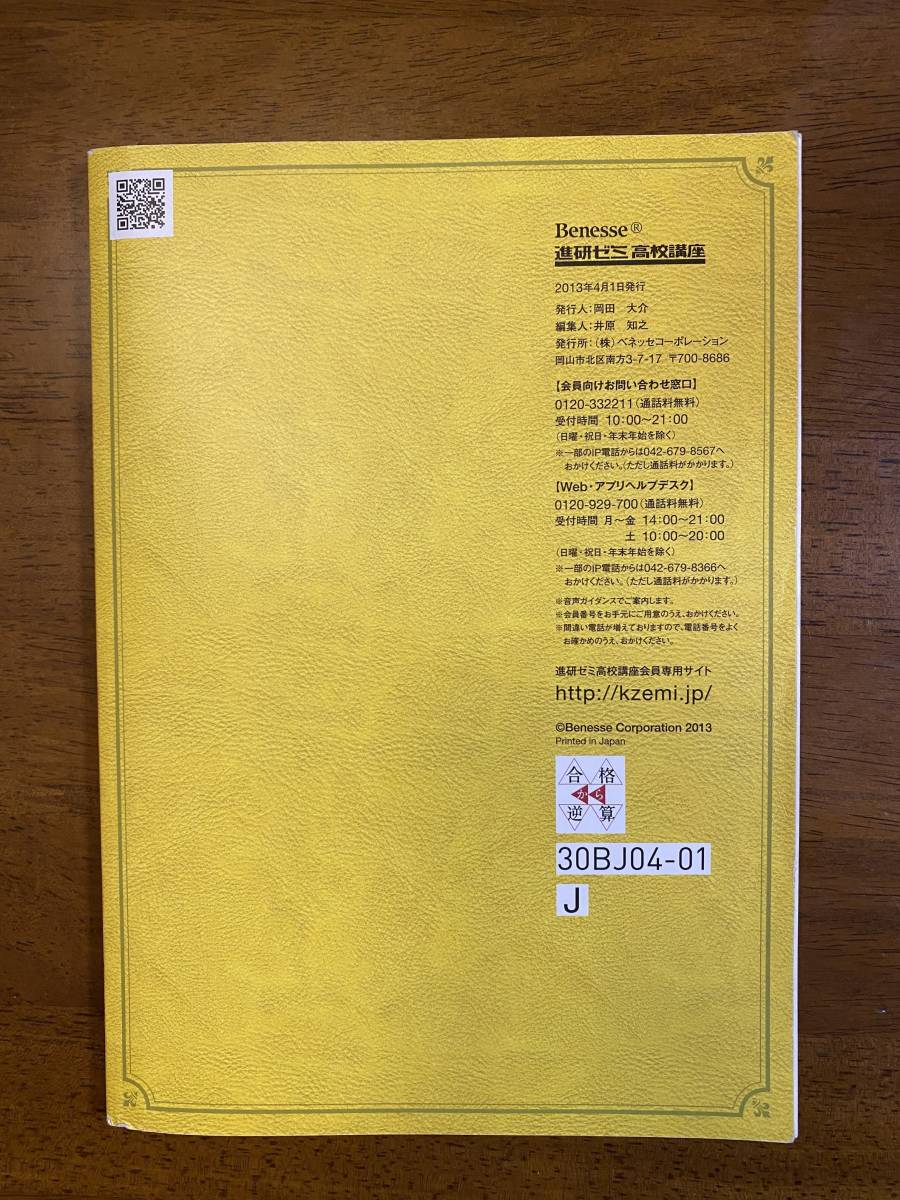 Benesse®
進研ゼミ 高校講座
2013年4月1日発行
発行人：岡田　大介
編集人：井原　知之
発行所：（株）ベネッセコーポレーション
岡山市北区南方3-7-17 〒700-8686
【会員向けお問い合わせ窓口】
0120-332211（通話料無料）
受付時間 10：00〜21：00
（日曜・祝日・年末年始を除く）
※一部のIP電話からは042-679-8567へ
おかけください。（ただし通話料がかかります。）
【Web・アプリヘルプデスク】
0120-929-700（通話料無料）
受付時間 月〜金 14：00〜21：00
土 10：00〜20：00
（日曜・祝日・年末年始を除く）
※一部のIP電話からは042-679-8366へ
おかけください。（ただし通話料がかかります。）
※音声ガイダンスでご案内します。
※会員番号をお手元にご用意のうえ、おかけください。
※間違い電話が増えておりますので、電話番号をよく
お確かめのうえ、おかけください。
進研ゼミ高校講座会員専用サイト
http://kzemi.jp/
©Benesse Corporation 2013
Printed in Japan
合格
から
逆算
30BJ04-01
J